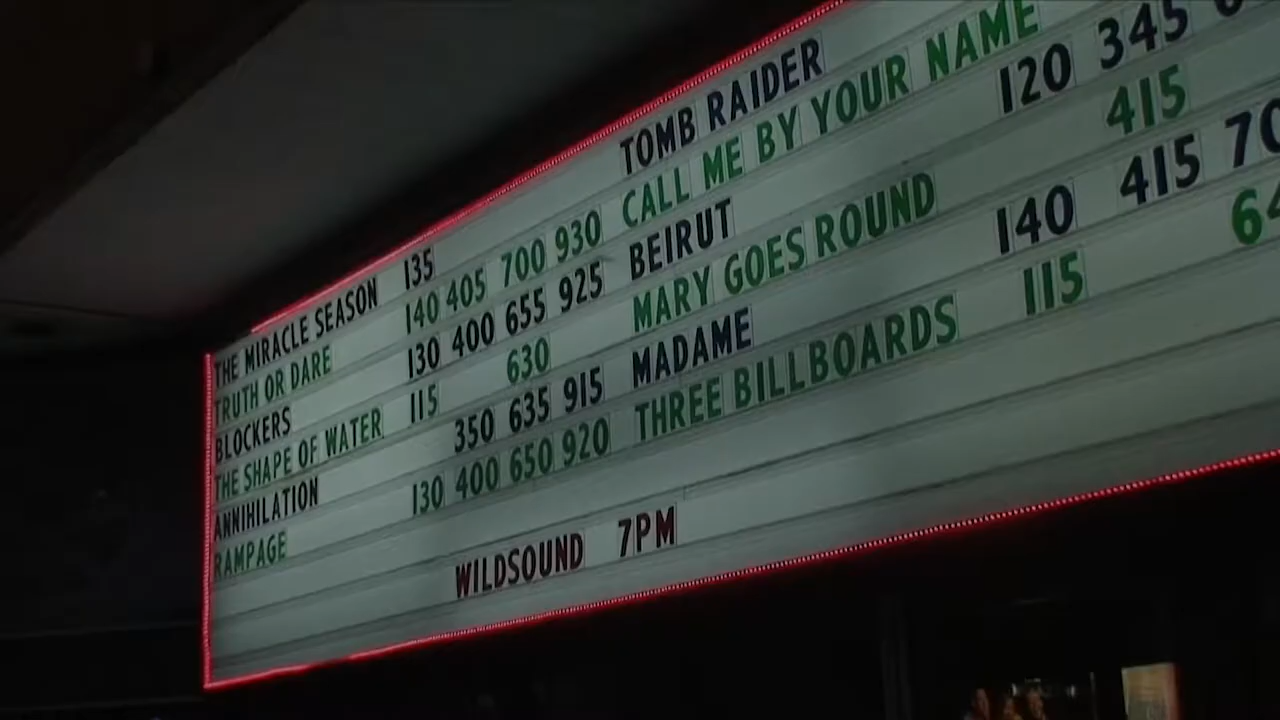 THE MIRACLE SEASON 135
TRUTH OR DARE 140 405 700 930
BLOCKERS 130 400 655 925
THE SHAPE OF WATER 115 630
ANNIHILATION 350 635 915
RAMPAGE 130 400 650 920
TOMB RAIDER
CALL ME BY YOUR NAME
BEIRUT 120 345
MARY GOES ROUND 415
MADAME 140 415 70
THREE BILLBOARDS 115 64
WILDSOUND 7PM